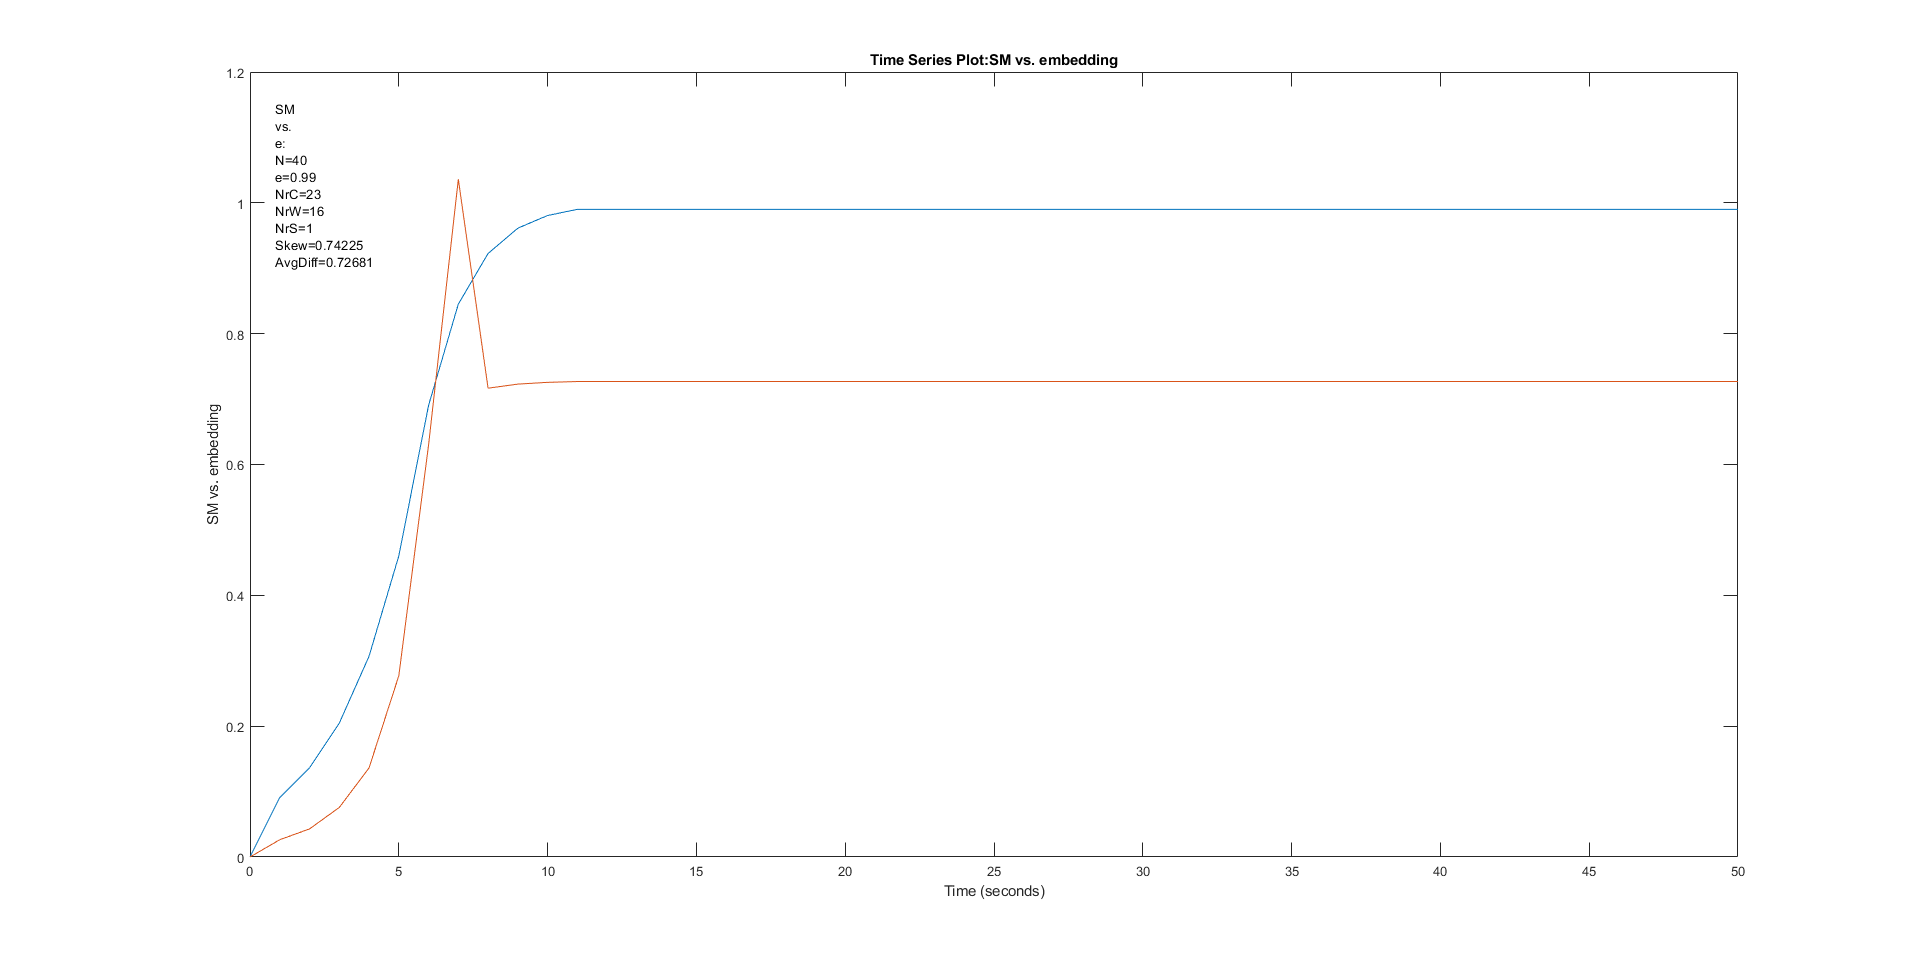 Time Series Plot:SM vs. embedding
SM
vs.
e:
N=40
e=0.99
NrC=23
NrW=16
NrS=1
Skew=0.74225
AvgDiff=0.72681
SM vs. embedding
1.2
1
0.8
0.6
0.4
0.2
0
0 5 10 15 20 25 30 35 40 45 50
Time (seconds)